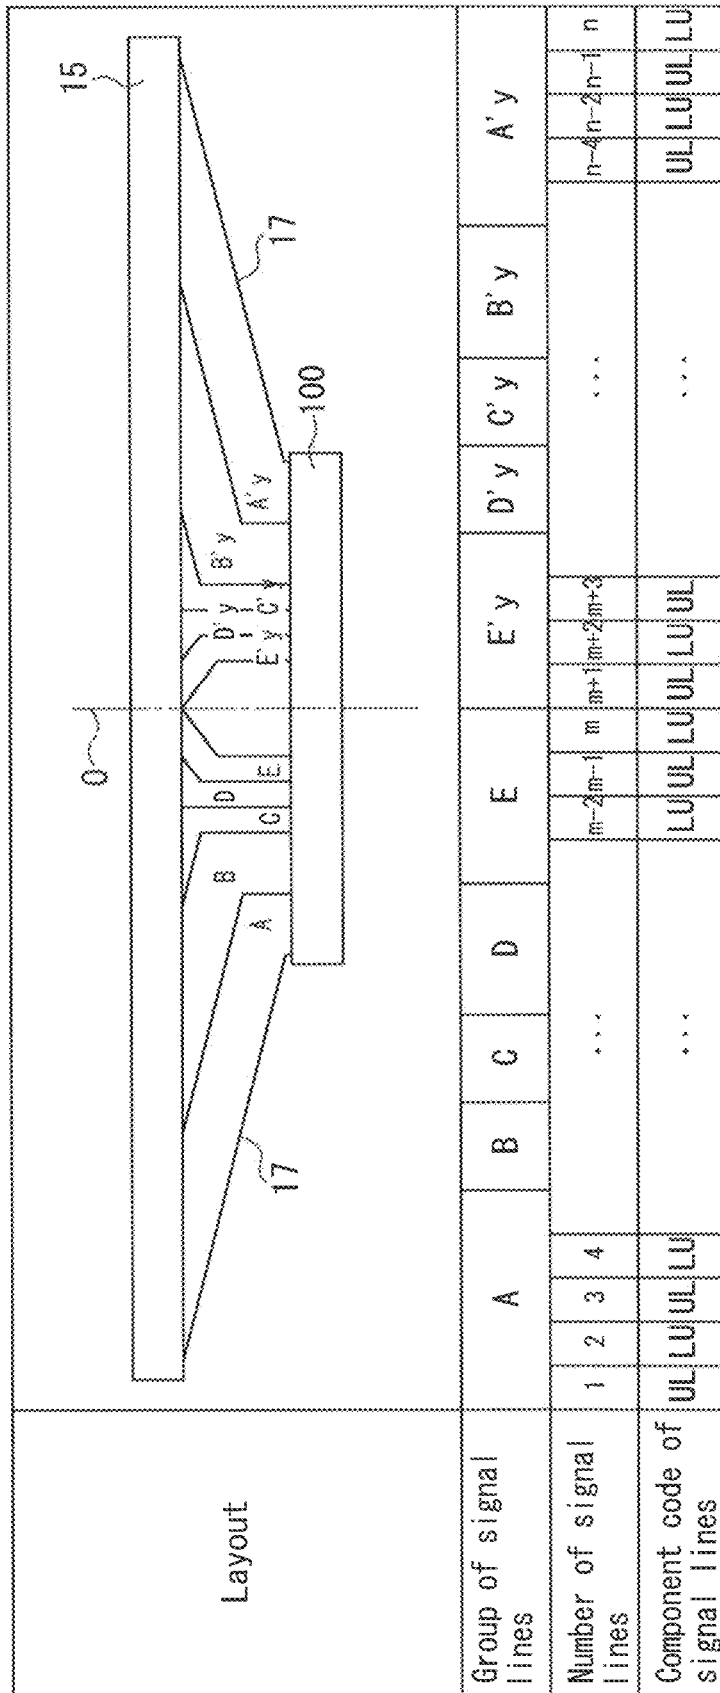 Layout
15
O
17
17
A
B
C
D
E
E'y
D'y
C'y
B'y
A'y
100
Group of signal
lines
A B C D E E'y D'y C'y B'y A'y
Number of signal
lines
1 2 3 4 ... m-2 m-1 m m+1 m+2 m+3 ... n-4 n-2 n-1 n
Component code of
signal lines
UL LU UL LU ... LU UL LU UL LU UL ... UL LU UL LU